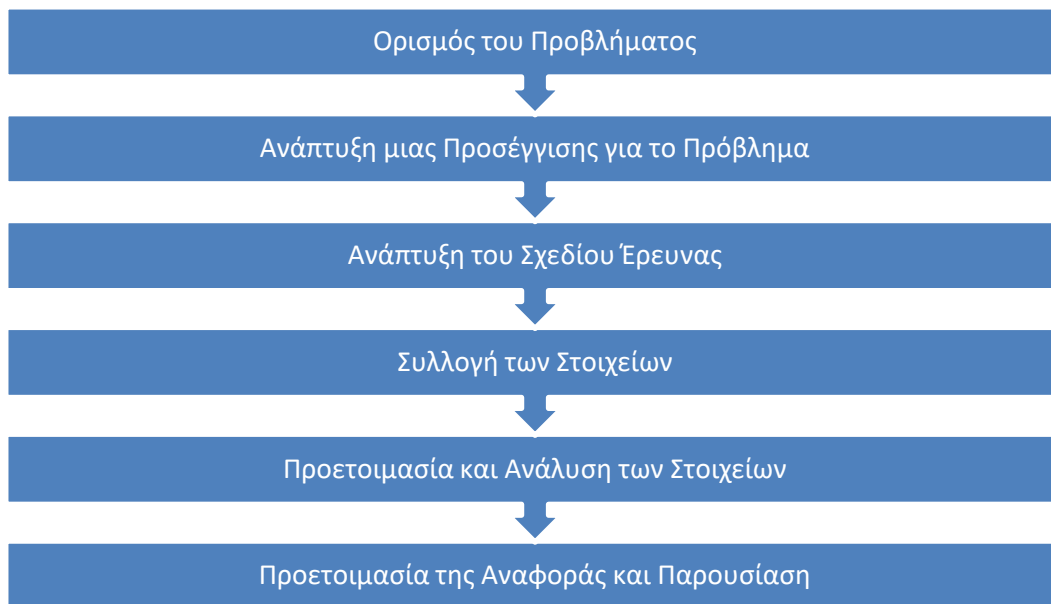 Ορισμός του Προβλήματος
Ανάπτυξη μιας Προσέγγισης για το Πρόβλημα
Ανάπτυξη του Σχεδίου Έρευνας
Συλλογή των Στοιχείων
Προετοιμασία και Ανάλυση των Στοιχείων
Προετοιμασία της Αναφοράς και Παρουσίαση